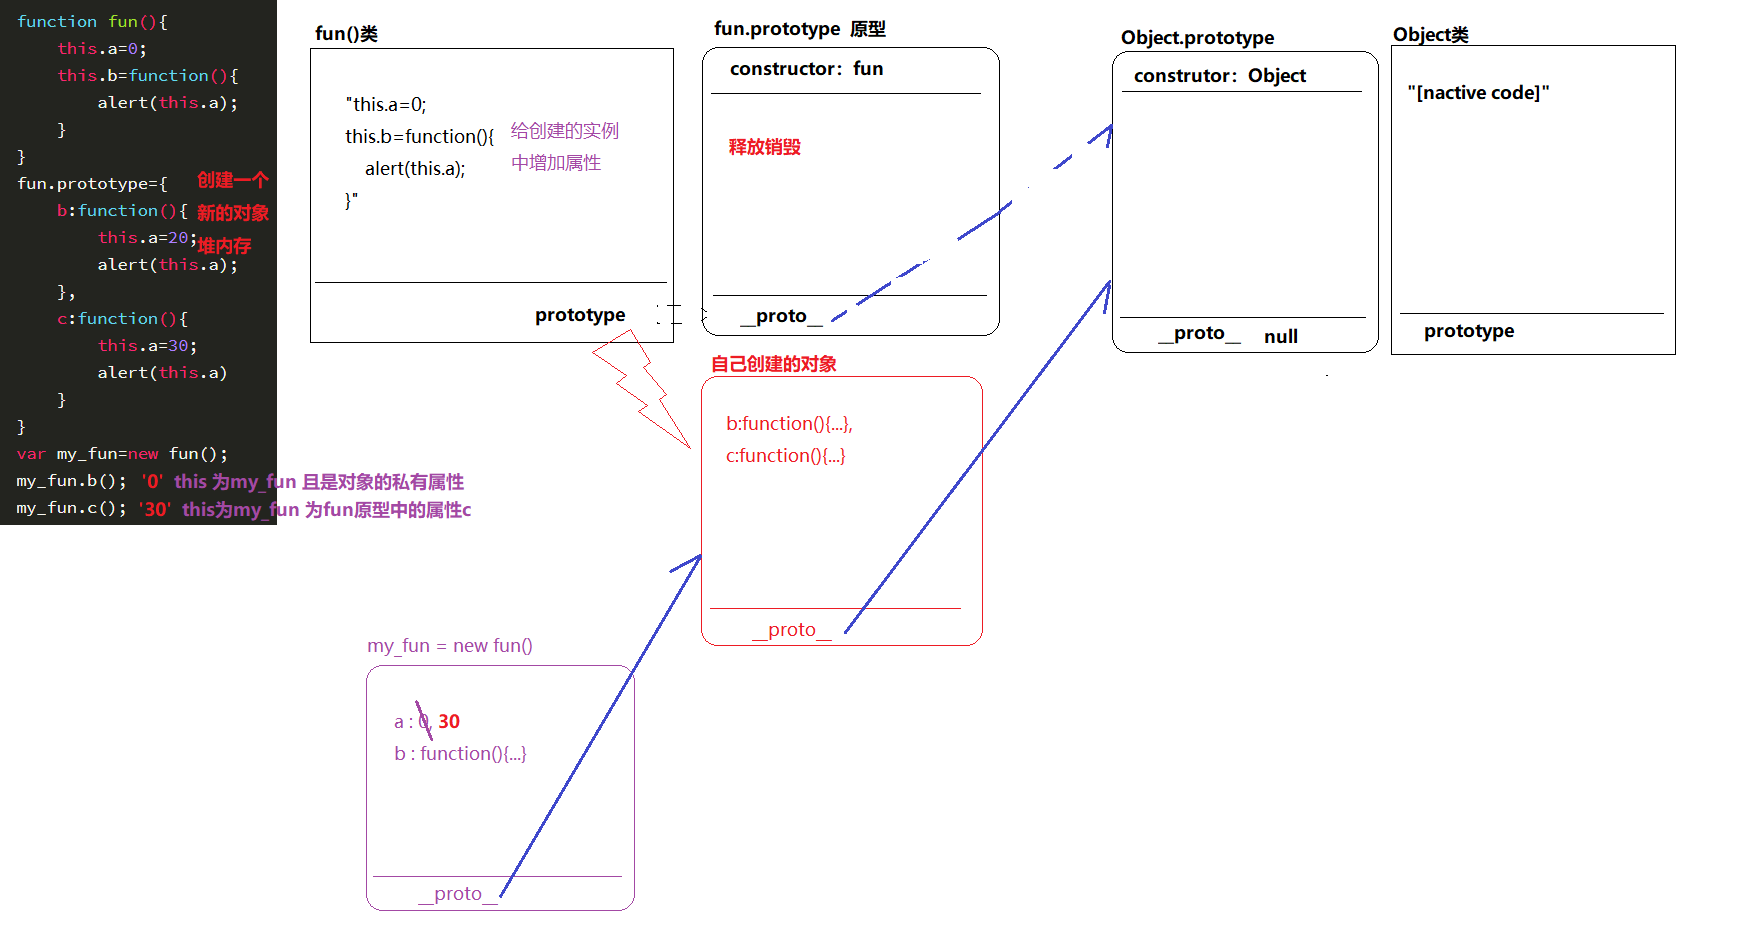 function fun(){
this.a=0;
this.b=function(){
alert(this.a);
}
}
fun.prototype={
b:function(){
this.a=20;
alert(this.a);
},
c:function(){
this.a=30;
alert(this.a)
}
}
var my_fun=new fun();
my_fun.b(); '0' this 为my_fun 且是对象的私有属性
my_fun.c(); '30' this为my_fun 为fun原型中的属性c
创建一个
新的对象
堆内存
fun()类
"this.a=0;
this.b=function(){
alert(this.a);
}"
给创建的实例
中增加属性
prototype
fun.prototype 原型
constructor：fun
释放销毁
__proto__
Object.prototype
construtor：Object
__proto__ null
Object类
"[nactive code]"
prototype
自己创建的对象
b:function(){...},
c:function(){...}
__proto__
my_fun = new fun()
a : 0, 30
b : function(){...}
__proto__